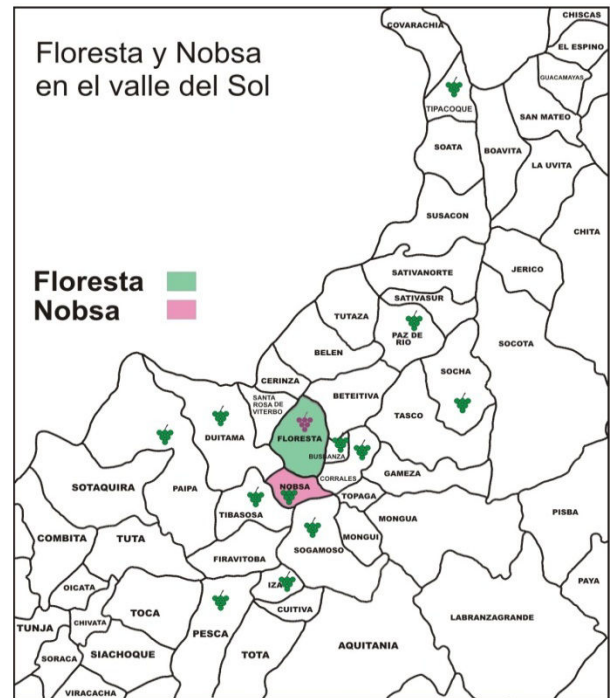 COVARACHIA
CHISCAS
Floresta y Nobsa
en el valle del Sol
EL ESPINO
GUACAMAYAS
TIPACOQUE
SAN MATEO
SOATA
BOAVITA
LA UVITA
SUSACON
CHITA
JERICO
SATIVANORTE
Floresta
Nobsa
SATIVASUR
TUTAZA
PAZ DE
RIO
SOCOTA
BELEN
SOCHA
CERINZA
BETEITIVA
SANTA
ROSA DE
VITERBO
TASCO
DUITAMA
FLORESTA
BUSBANZA
GAMEZA
CORRALES
SOTAQUIRA
PAIPA
NOBSA
TOPAGA
TIBASOSA
PISBA
MONGUA
COMBITA
TUTA
SOGAMOSO
MONGUI
FIRAVITOBA
PAYA
OICATA
IZA
TOCA
CUITIVA
LABRANZAGRANDE
TUNJA
CHIVATA
PESCA
TOTA
AQUITANIA
SIACHOQUE
SORACA
VIRACACHA